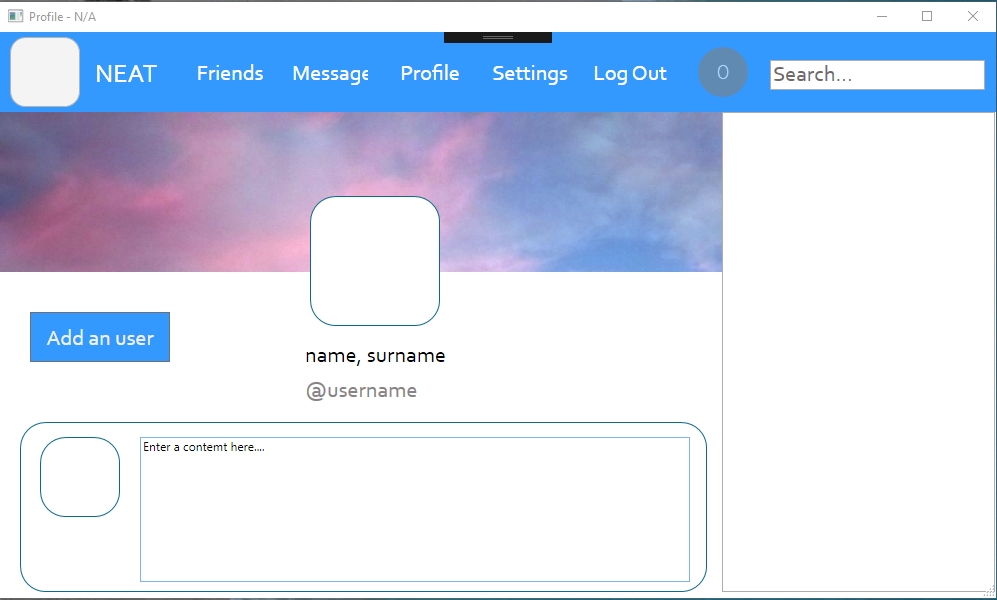 Profile - N/A
NEAT Friends Message Profile Settings Log Out 0 Search...
Add an user
name, surname
@username
Enter a contemt here....